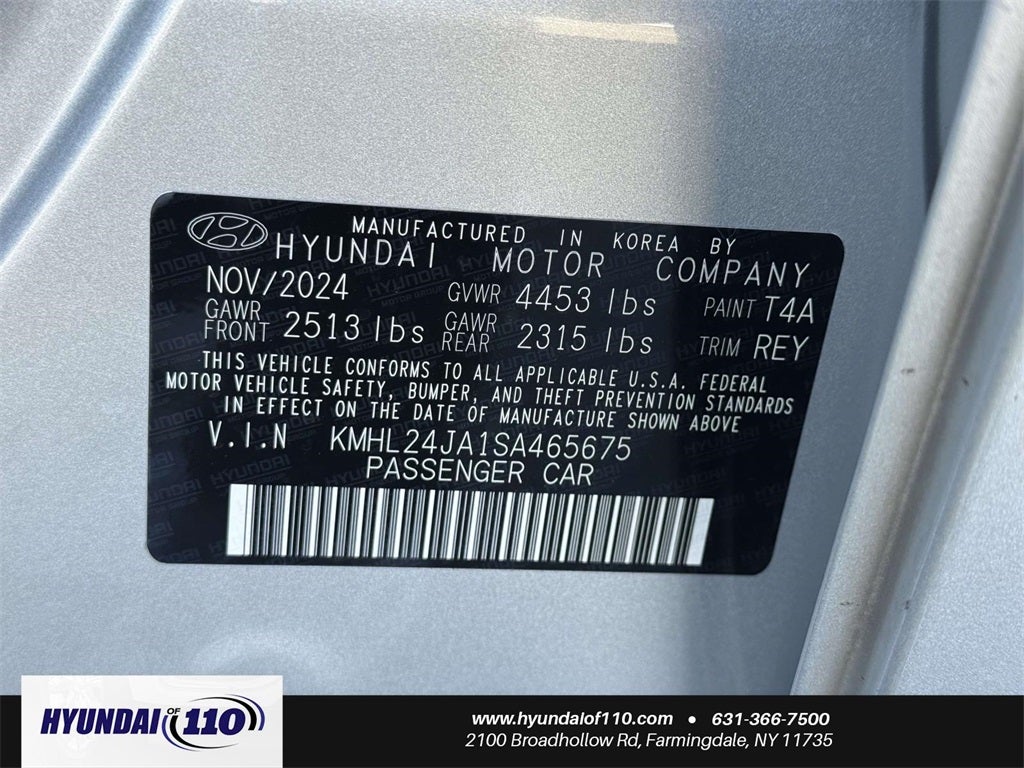 MANUFACTURED IN KOREA BY
HYUNDAI MOTOR COMPANY
NOV/2024 GVWR 4453 lbs PAINT T4A
GAWR FRONT 2513 lbs GAWR REAR 2315 lbs TRIM REY
THIS VEHICLE CONFORMS TO ALL APPLICABLE U.S.A. FEDERAL
MOTOR VEHICLE SAFETY, BUMPER, AND THEFT PREVENTION STANDARDS
IN EFFECT ON THE DATE OF MANUFACTURE SHOWN ABOVE
V.I.N KMHL24JA1SA465675
PASSENGER CAR
HYUNDAI OF 110
www.hyundaiof110.com • 631-366-7500
2100 Broadhollow Rd, Farmingdale, NY 11735